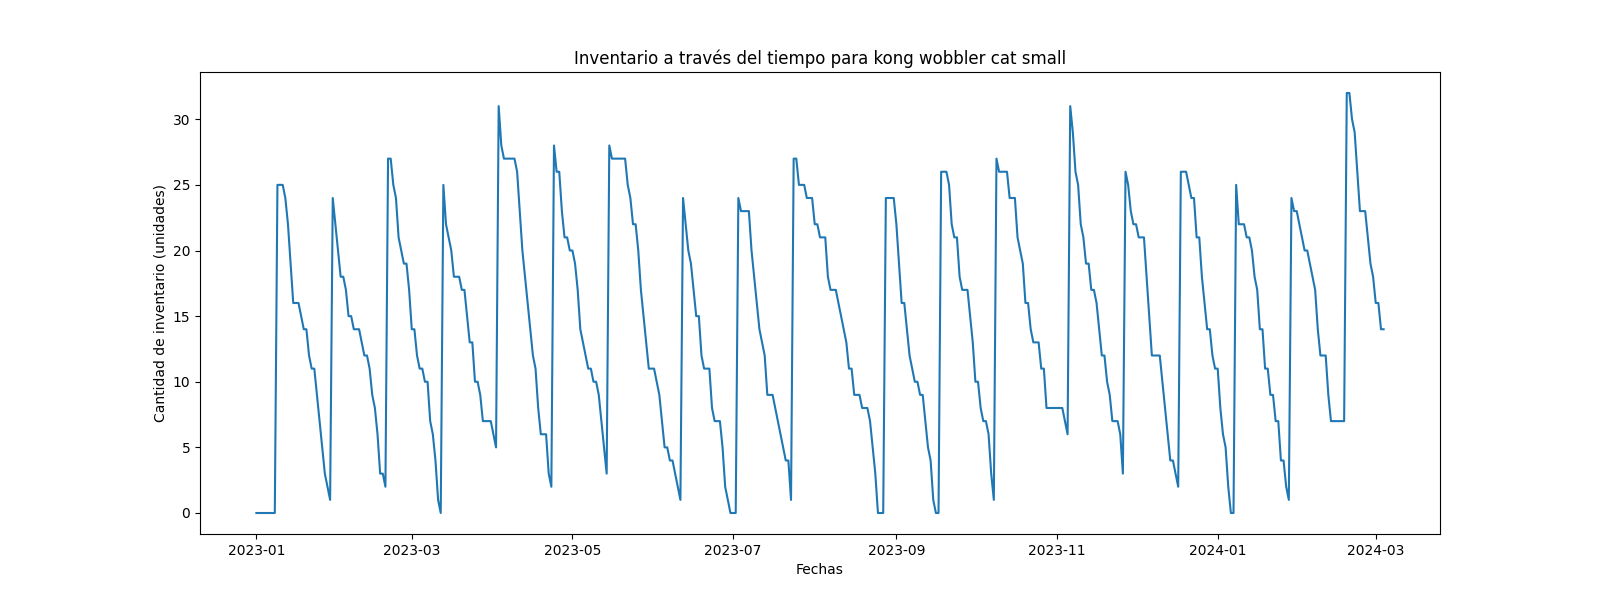 Inventario a través del tiempo para kong wobbler cat small
Cantidad de inventario (unidades)
30
25
20
15
10
5
0
2023-01 2023-03 2023-05 2023-07 2023-09 2023-11 2024-01 2024-03
Fechas